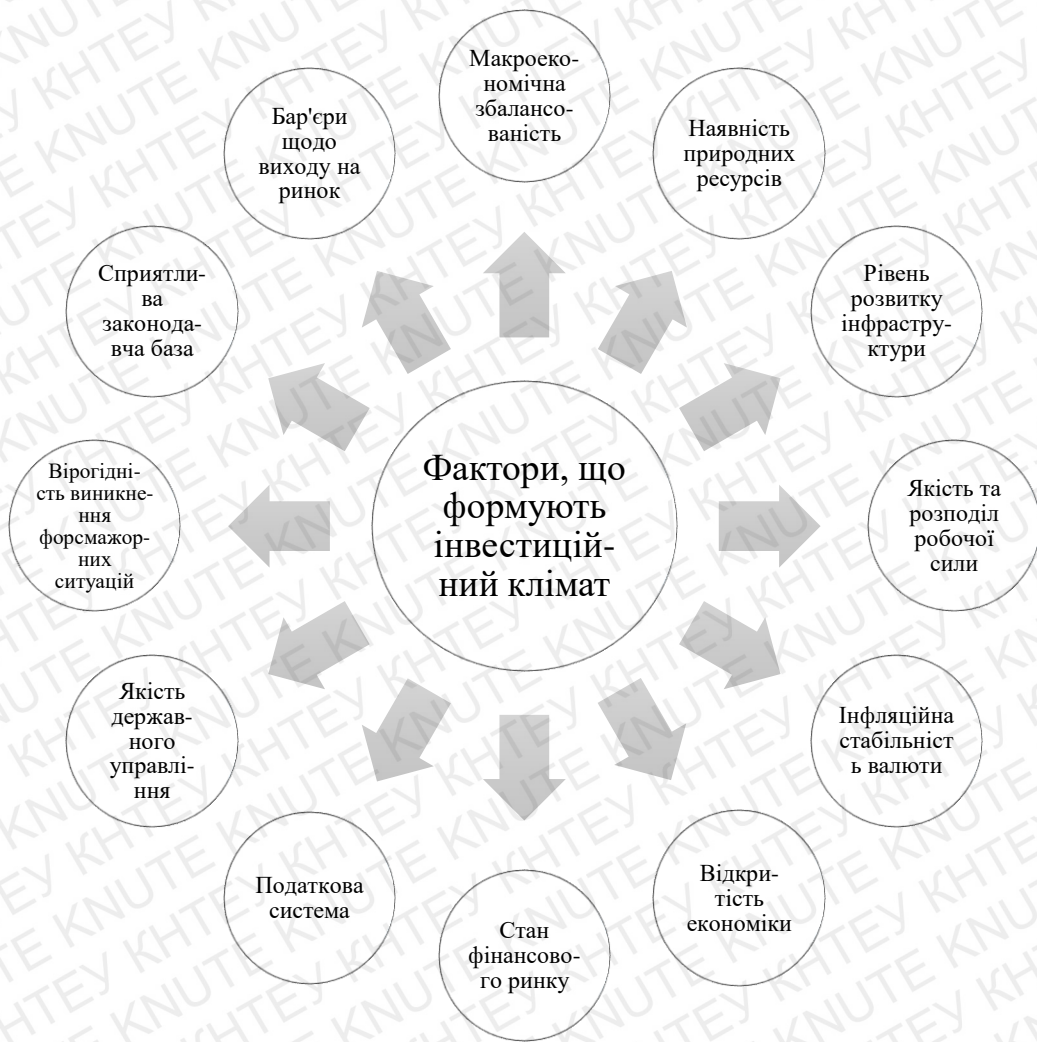 Макроеко-
номічна
збалансо-
ваність
Наявність
природних
ресурсів
Рівень
розвитку
інфрастру-
ктури
Якість та
розподіл
робочої
сили
Інфляційна
стабільніст
ь валюти
Відкри-
тість
економіки
Стан
фінансово-
го ринку
Податкова
система
Якість
держав-
ного
управлі-
ння
Вірогідні-
сть виникне-
ння
форсмажор-
них
ситуацій
Сприятли-
ва
законода-
вча база
Бар'єри
щодо
виходу на
ринок
Фактори, що
формують
інвестицій-
ний клімат
KNUTE КНТЕУ